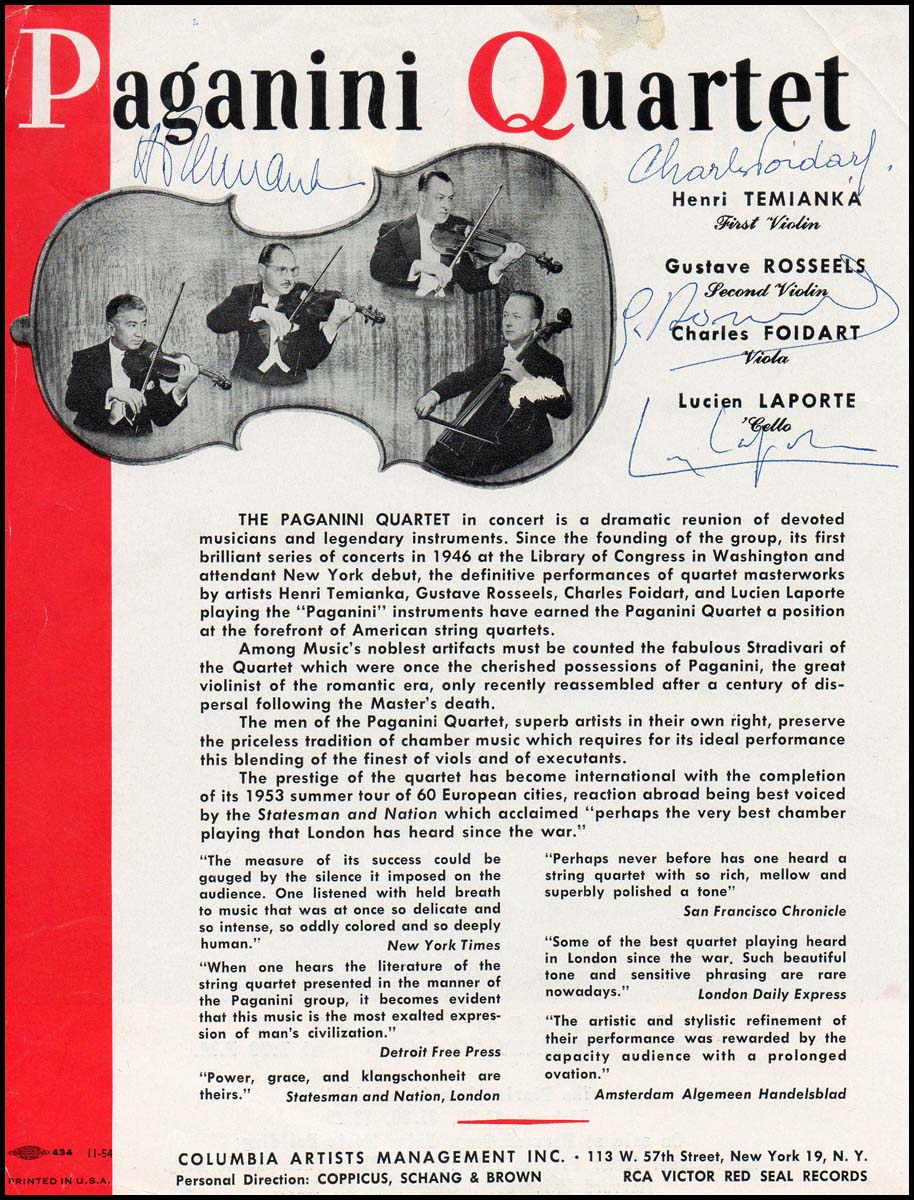 Paganini Quartet
Charles Foidart
Henri TEMIANKA
First Violin
Gustave ROSSEELS
Second Violin
Charles FOIDART
Viola
Lucien LAPORTE
'Cello
THE PAGANINI QUARTET in concert is a dramatic reunion of devoted
musicians and legendary instruments. Since the founding of the group, its first
brilliant series of concerts in 1946 at the Library of Congress in Washington and
attendant New York debut, the definitive performances of quartet masterworks
by artists Henri Temianka, Gustave Rosseels, Charles Foidart, and Lucien Laporte
playing the "Paganini" instruments have earned the Paganini Quartet a position
at the forefront of American string quartets.
Among Music's noblest artifacts must be counted the fabulous Stradivari of
the Quartet which were once the cherished possessions of Paganini, the great
violinist of the romantic era, only recently reassembled after a century of dis-
persal following the Master's death.
The men of the Paganini Quartet, superb artists in their own right, preserve
the priceless tradition of chamber music which requires for its ideal performance
this blending of the finest of viols and of executants.
The prestige of the quartet has become international with the completion
of its 1953 summer tour of 60 European cities, reaction abroad being best voiced
by the Statesman and Nation which acclaimed "perhaps the very best chamber
playing that London has heard since the war."
"The measure of its success could be
gauged by the silence it imposed on the
audience. One listened with held breath
to music that was at once so delicate and
so intense, so oddly colored and so deeply
human." New York Times
"When one hears the literature of the
string quartet presented in the manner of
the Paganini group, it becomes evident
that this music is the most exalted expres-
sion of man's civilization."
Detroit Free Press
"Power, grace, and klangschonheit are
theirs." Statesman and Nation, London
"Perhaps never before has one heard a
string quartet with so rich, mellow and
superbly polished a tone"
San Francisco Chronicle
"Some of the best quartet playing heard
in London since the war. Such beautiful
tone and sensitive phrasing are rare
nowadays." London Daily Express
"The artistic and stylistic refinement of
their performance was rewarded by the
capacity audience with a prolonged
ovation."
Amsterdam Algemeen Handelsblad
434 11-54
PRINTED IN U.S.A.
COLUMBIA ARTISTS MANAGEMENT INC. · 113 W. 57th Street, New York 19, N. Y.
Personal Direction: COPPICUS, SCHANG & BROWN RCA VICTOR RED SEAL RECORDS